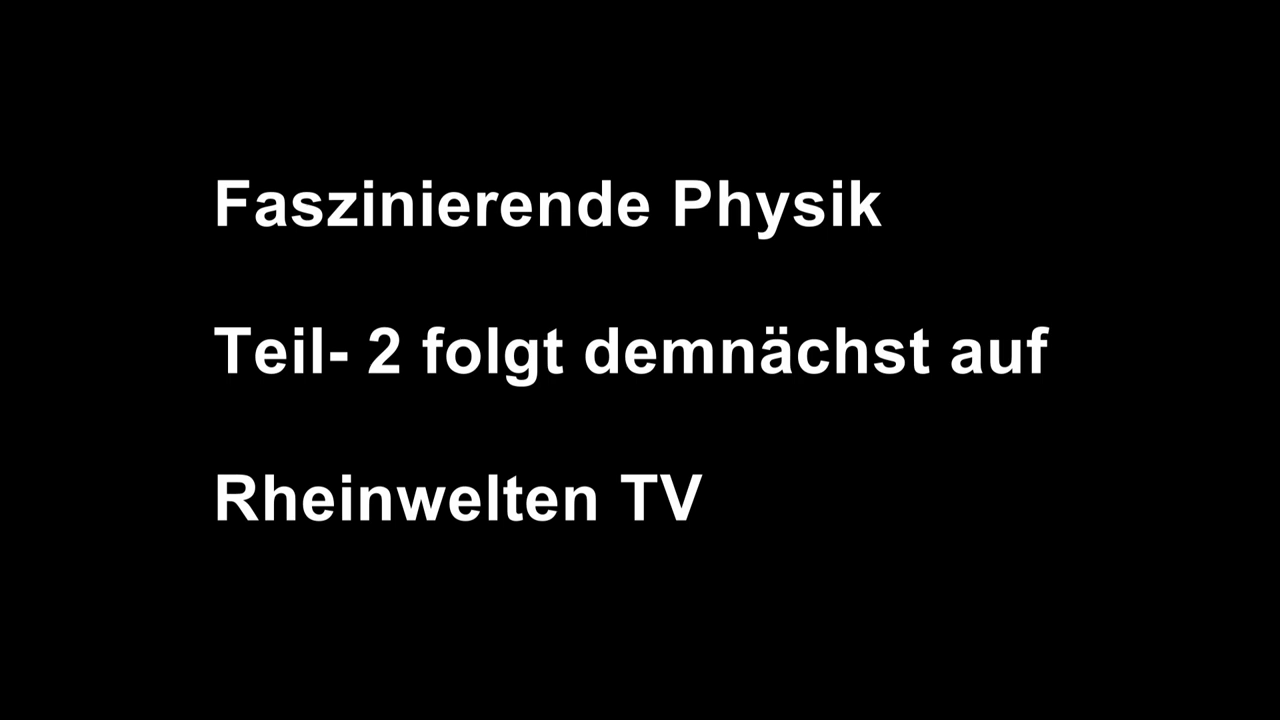 Faszinierende Physik
Teil- 2 folgt demnächst auf
Rheinwelten TV